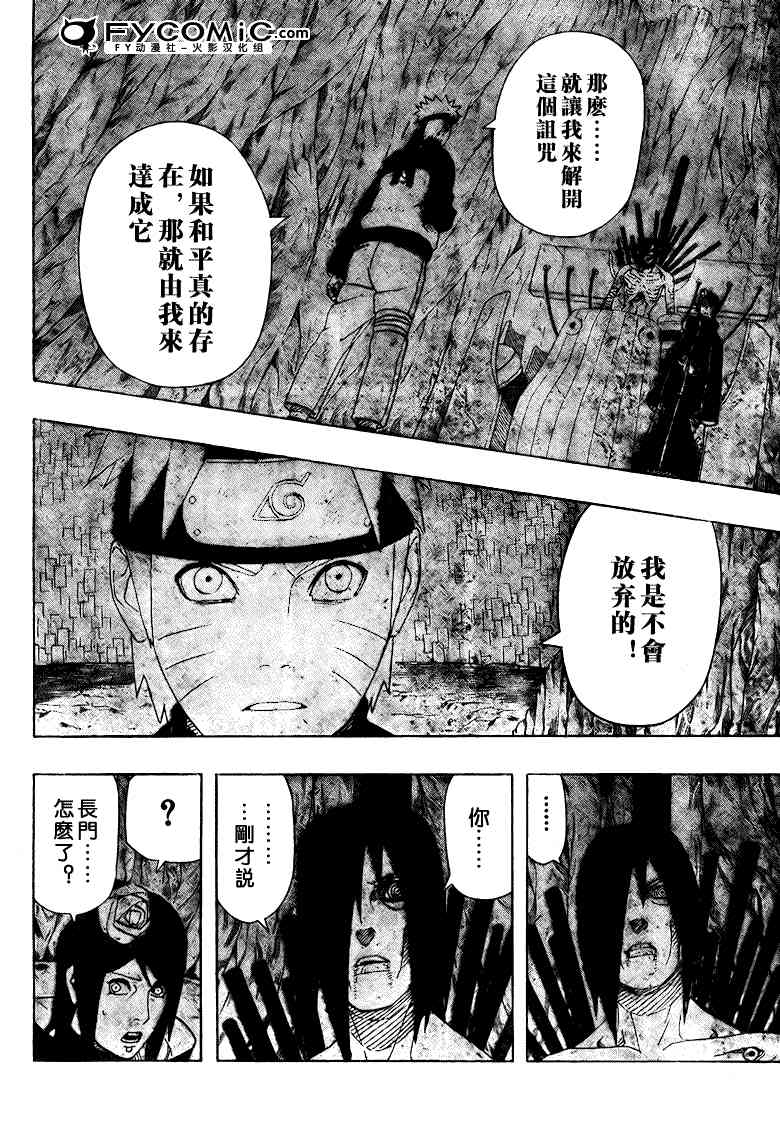 FYCOMIC.com
FY动漫社-火影汉化组
那麼……
就讓我來解開
這個詛咒
如果和平真的存
在，那就由我來
達成它
我是不會
放弃的！
……
你……
………
…剛才説
？
長門……
怎麼了？